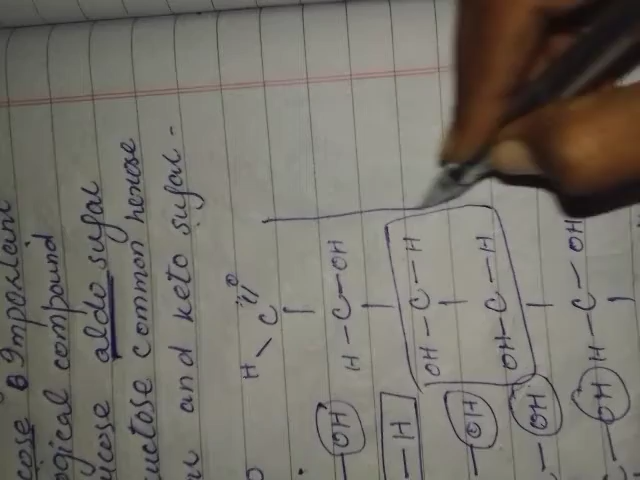 cose & Important
ogical compound
ucose aldo sugar
uctose common hexose
and keto sugar -
H
C
O
H - C - OH
OH - C - H
OH - C - H
H - C - OH
- OH
- H
- OH
- OH
- OH